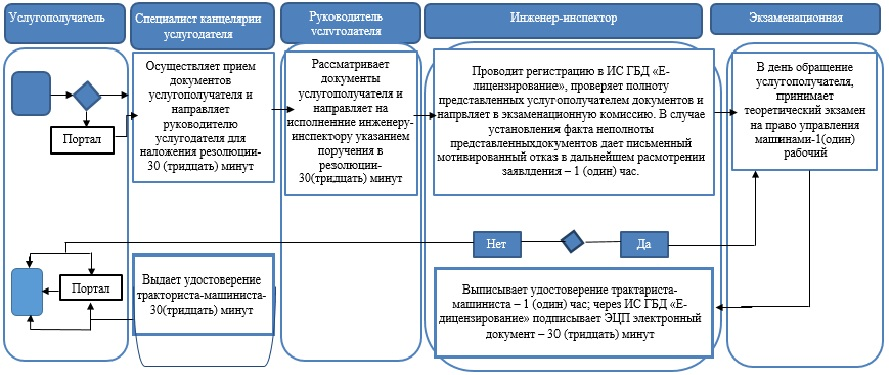 Услугополучатель
Специалист канцелярии
услугодателя
Руководитель
услугодателя
Инженер-инспектор
Экзаменационная
Портал
Осуществляет прием
документов
услугополучателя и
направляет
руководителю
услугодателя для
наложения резолюции-
30 (тридцать) минут
Рассматривает
документы
услугополучателя и
направляет на
исполнениие инженеру-
инспектору указанием
поручения в
резолюции-
30(тридцать) минут
Проводит регистрацию в ИС ГБД «Е-
лицензирование», проверяет полноту
представленных услугополучателем документов и
напрвляет в экзаменационную комиссию. В случае
установления факта неполноты
представленныхдокументов дает письменный
мотивированный отказ в дальнейшем расмотрении
заявлдения – 1 (один) час.
В день обращение
услугополучателя,
принимает
теоретический экзамен
на право управления
машинами-1(один)
рабочий
Нет
Да
Портал
Выдает удостоверение
тракториста-машиниста-
30(тридцать) минут
Выписывает удостоверение трактариста-
машиниста – 1 (один) час; через ИС ГБД «Е-
дицензирование» подписывает ЭЦП электронный
документ – 30 (тридцать) минут